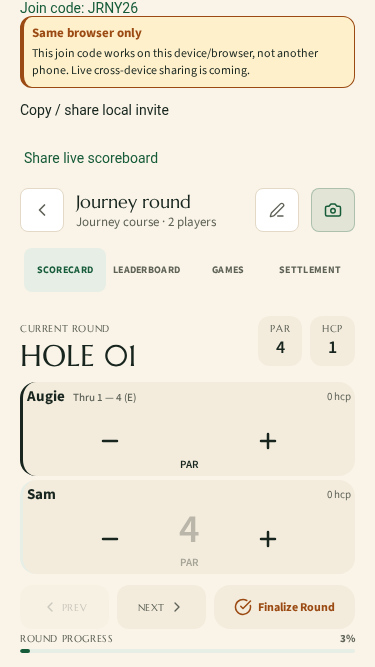 Join code: JRNY26
Same browser only
This join code works on this device/browser, not another
phone. Live cross-device sharing is coming.
Copy / share local invite
Share live scoreboard
Journey round
Journey course · 2 players
SCORECARD LEADERBOARD GAMES SETTLEMENT
CURRENT ROUND
HOLE 01
PAR
4
HCP
1
Augie Thru 1 — 4 (E) 0 hcp
− +
PAR
Sam 0 hcp
− 4 +
PAR
PREV NEXT Finalize Round
ROUND PROGRESS 3%